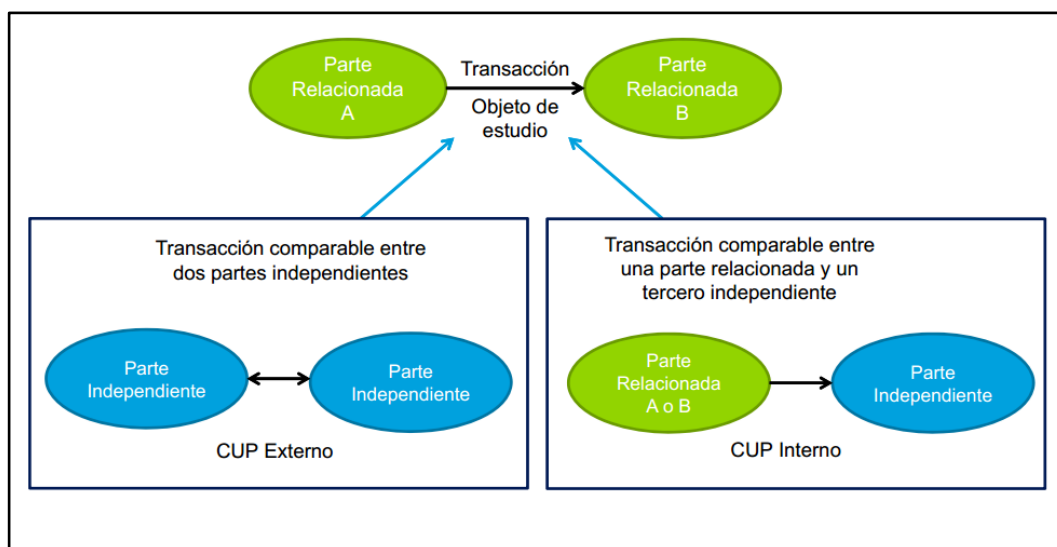 Parte
Relacionada
A
Transacción
Objeto de
estudio
Parte
Relacionada
B
Transacción comparable entre
dos partes independientes
Parte
Independiente
Parte
Independiente
CUP Externo
Transacción comparable entre
una parte relacionada y un
tercero independiente
Parte
Relacionada
A o B
Parte
Independiente
CUP Interno